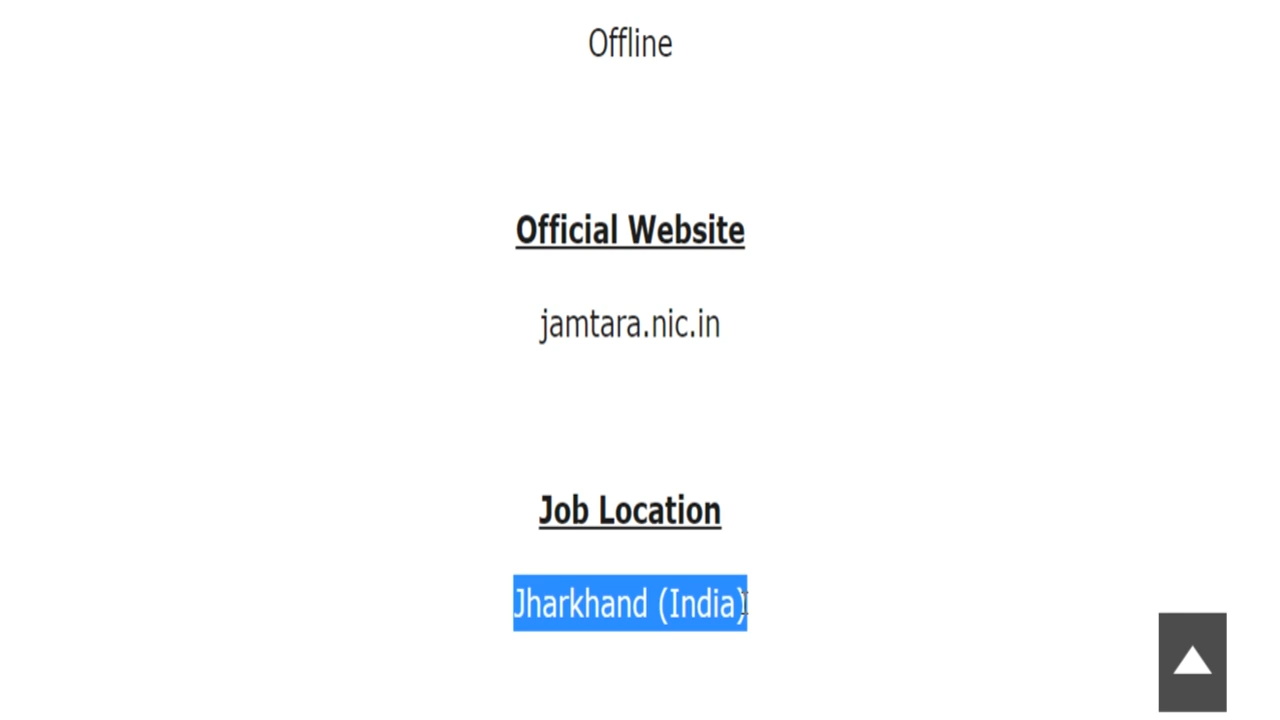 Offline
Official Website
jamtara.nic.in
Job Location
Jharkhand (India)